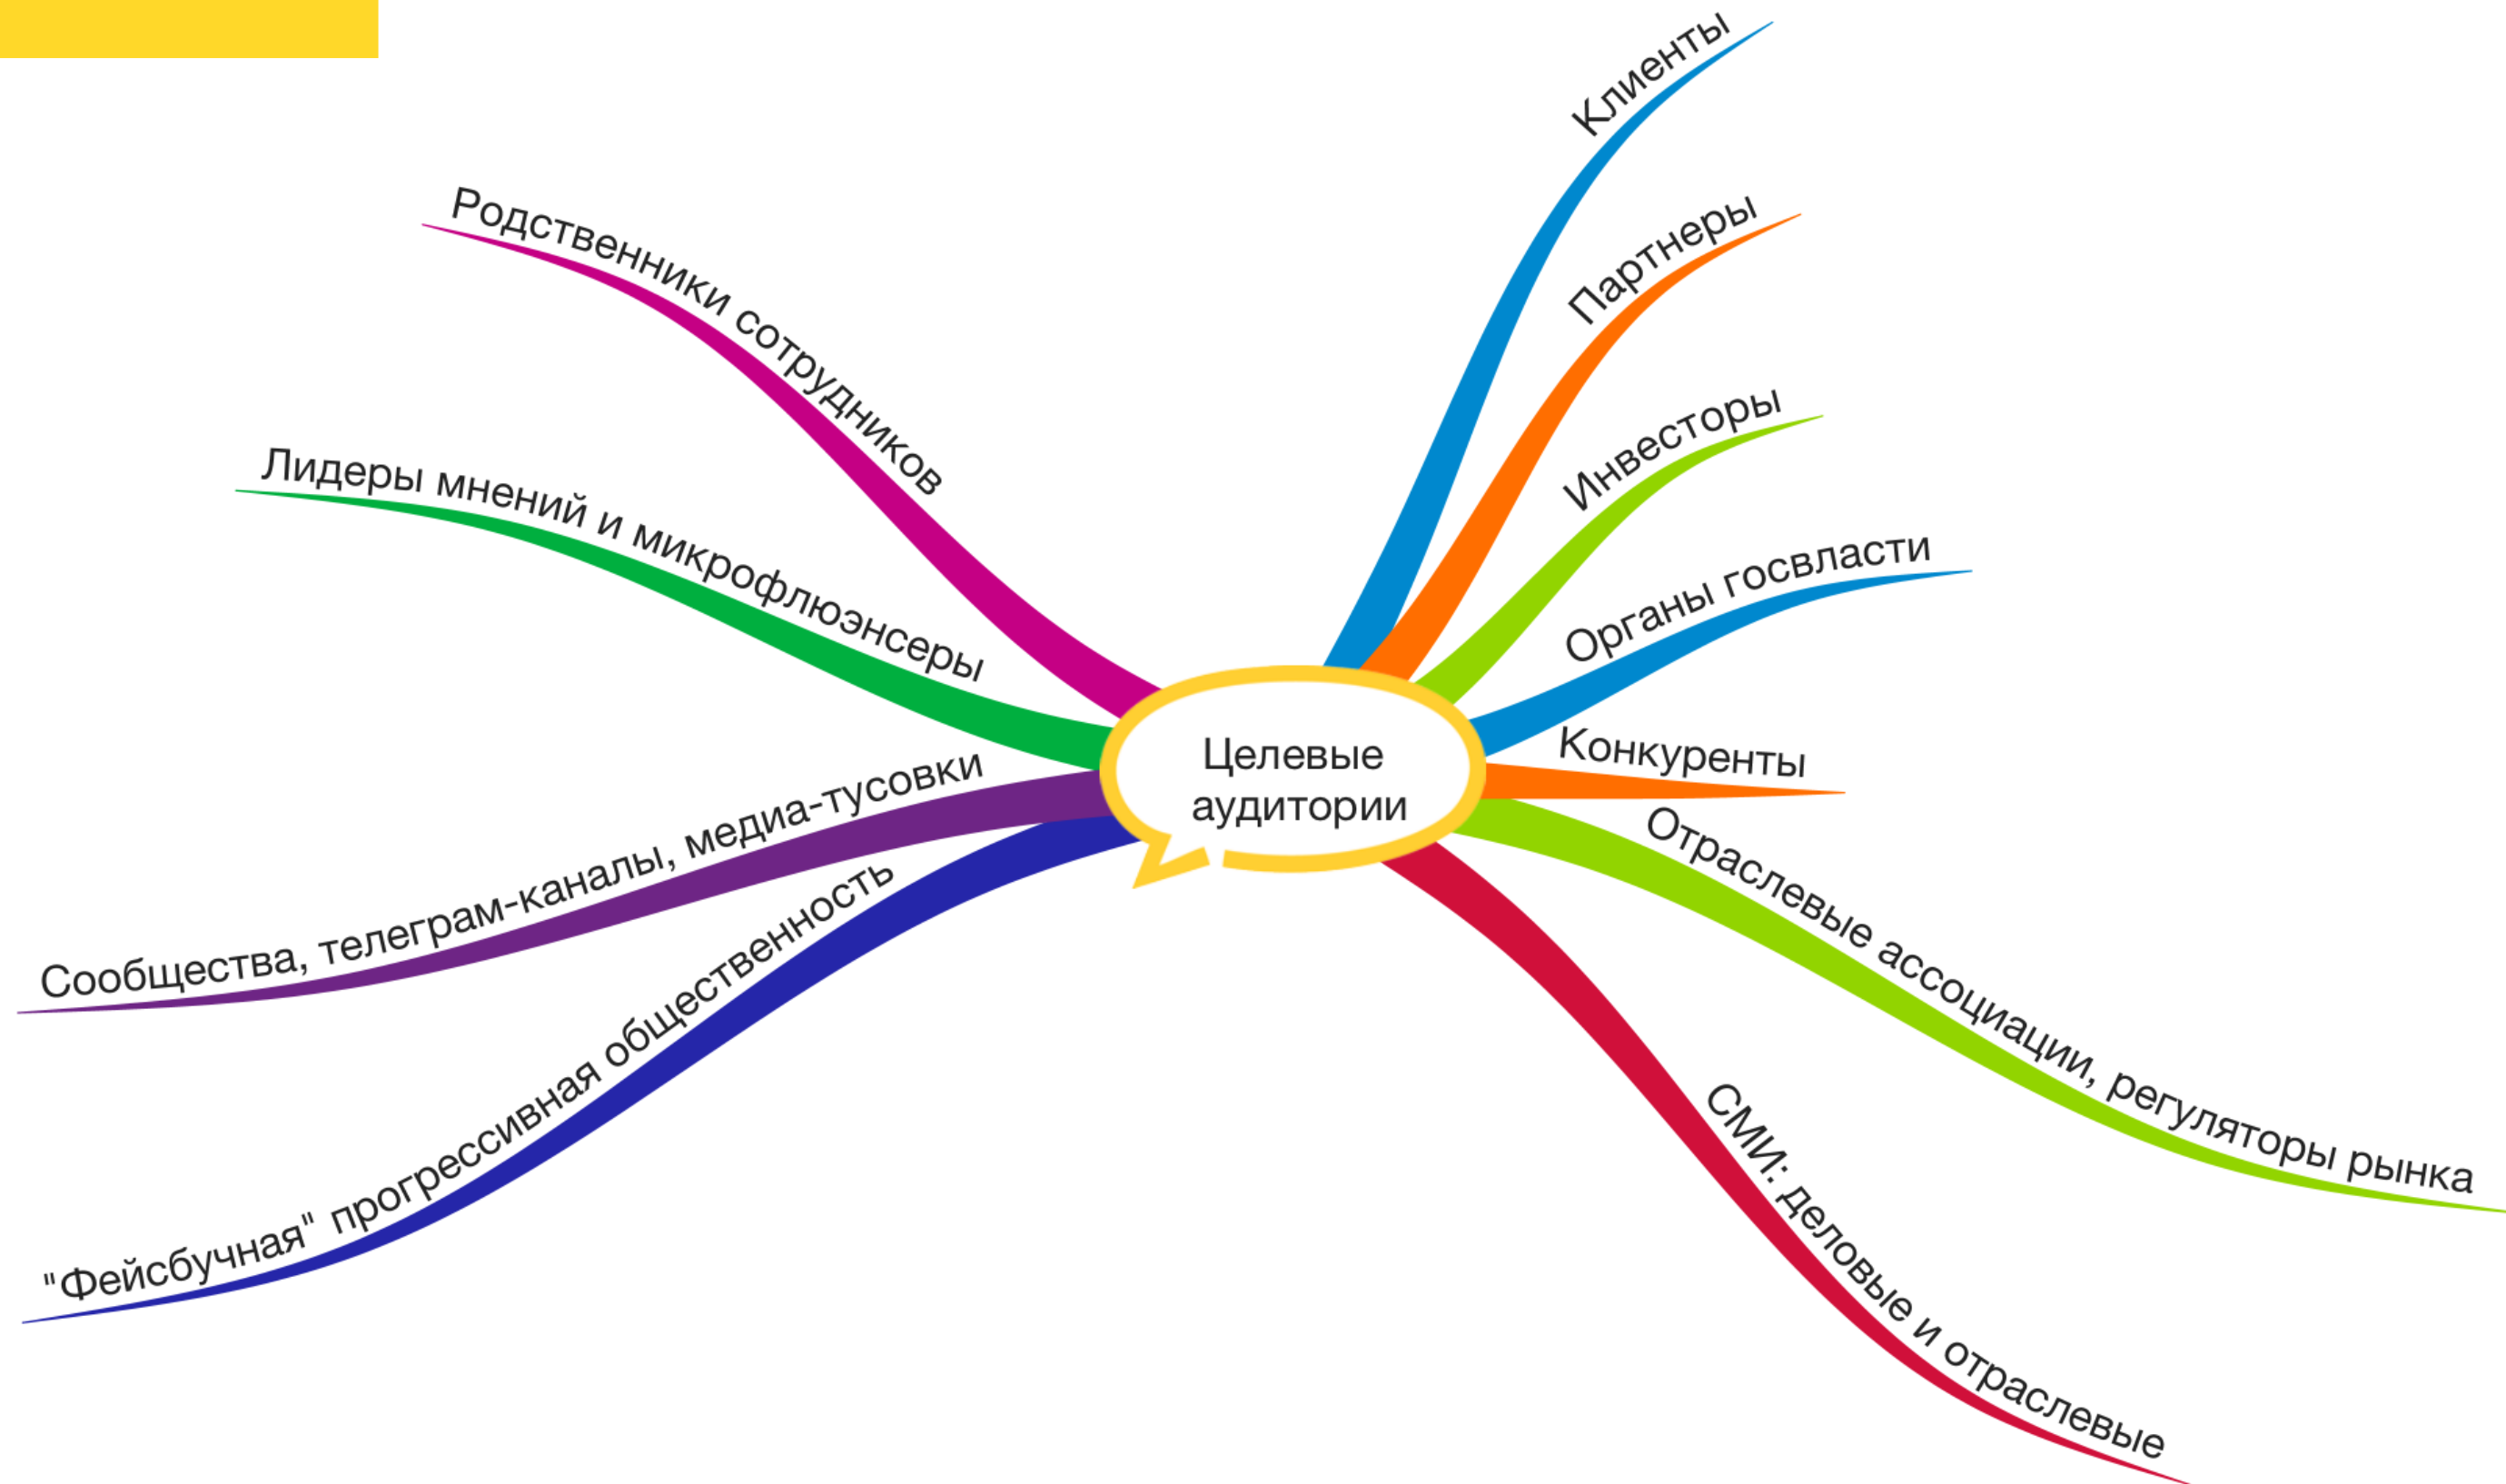 Целевые
аудитории
Клиенты
Партнеры
Инвесторы
Органы госвласти
Конкуренты
Отраслевые ассоциации, регуляторы рынка
СМИ: деловые и отраслевые
Родственники сотрудников
Лидеры мнений и микрофлюэнсеры
Сообщества, телеграм-каналы, медиа-тусовки
"Фейсбучная" прогрессивная общественность